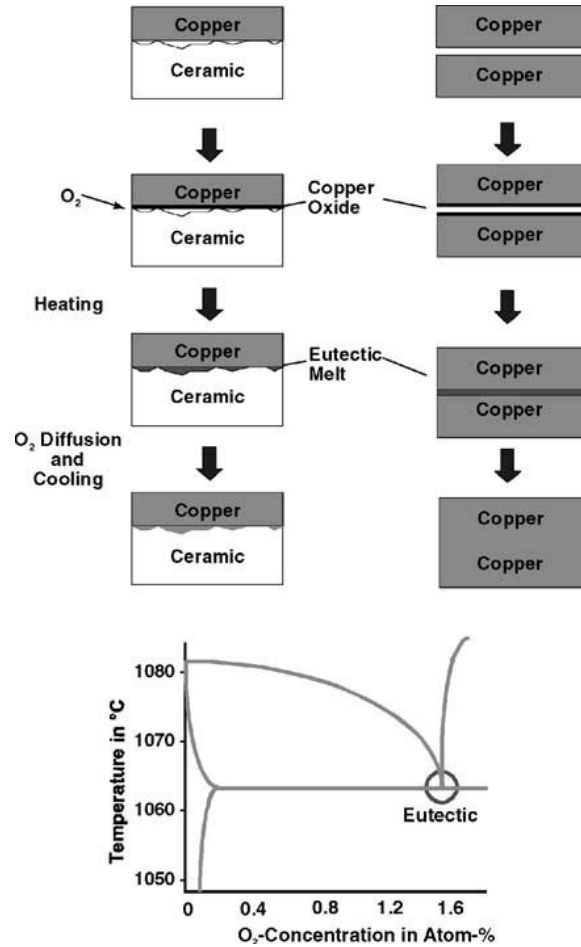 Copper
Ceramic
Copper
Copper
O₂
Copper
Ceramic
Copper
Oxide
Copper
Copper
Heating
Copper
Ceramic
Eutectic
Melt
Copper
Copper
O₂ Diffusion
and
Cooling
Copper
Ceramic
Copper
Copper
Temperature in °C
1080
1070
1060
1050
Eutectic
0 0.4 0.8 1.2 1.6
O₂-Concentration in Atom-%